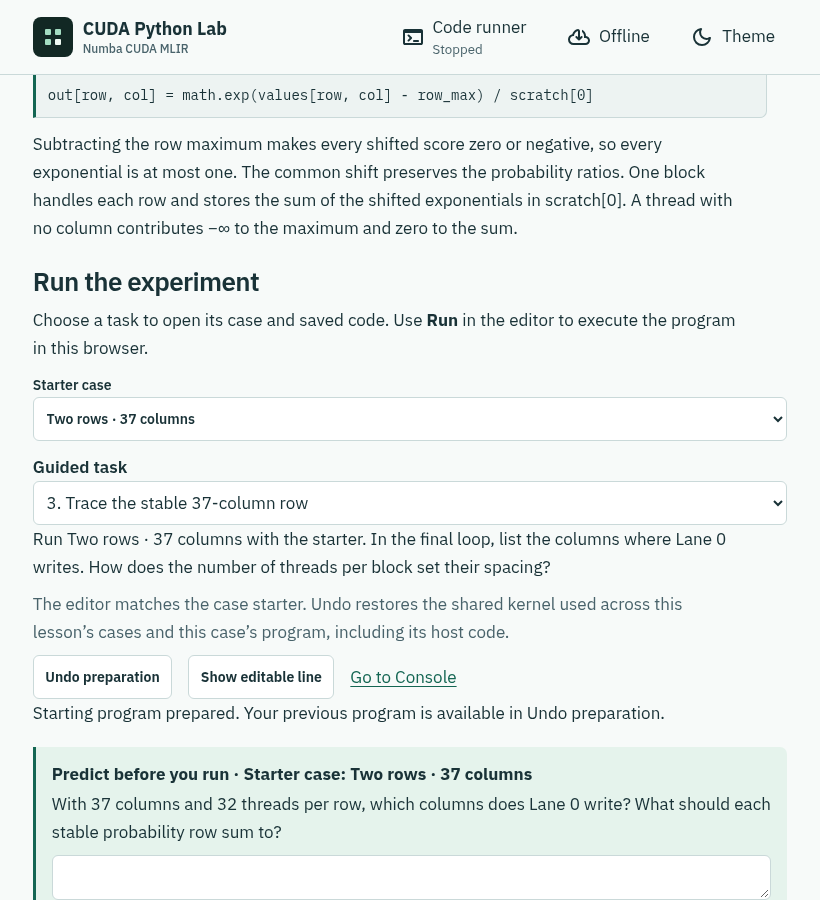 CUDA Python Lab
Numba CUDA MLIR
Code runner
Stopped
Offline
Theme
out[row, col] = math.exp(values[row, col] - row_max) / scratch[0]
Subtracting the row maximum makes every shifted score zero or negative, so every
exponential is at most one. The common shift preserves the probability ratios. One block
handles each row and stores the sum of the shifted exponentials in scratch[0]. A thread with
no column contributes −∞ to the maximum and zero to the sum.
Run the experiment
Choose a task to open its case and saved code. Use Run in the editor to execute the program
in this browser.
Starter case
Two rows · 37 columns
Guided task
3. Trace the stable 37-column row
Run Two rows · 37 columns with the starter. In the final loop, list the columns where Lane 0
writes. How does the number of threads per block set their spacing?
The editor matches the case starter. Undo restores the shared kernel used across this
lesson’s cases and this case’s program, including its host code.
Undo preparation
Show editable line
Go to Console
Starting program prepared. Your previous program is available in Undo preparation.
Predict before you run · Starter case: Two rows · 37 columns
With 37 columns and 32 threads per row, which columns does Lane 0 write? What should each
stable probability row sum to?